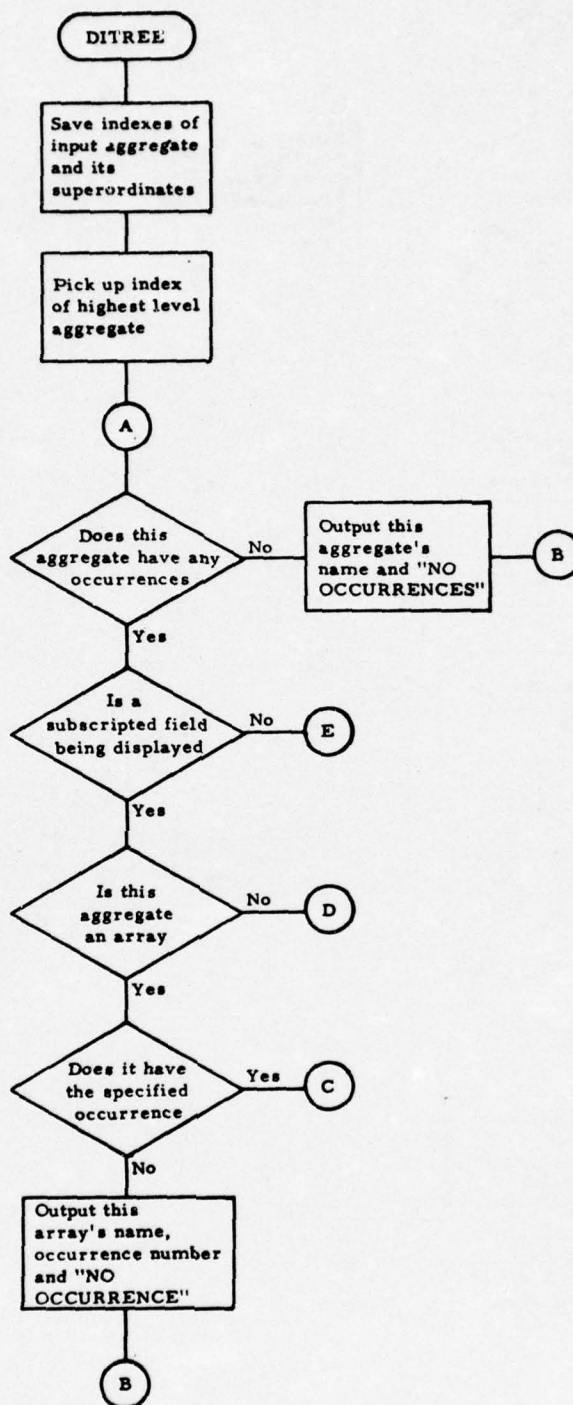 DITREE
Save indexes of
input aggregate
and its
superordinates
Pick up index
of highest level
aggregate
A
Does this
aggregate have any
occurrences
No
Output this
aggregate's
name and "NO
OCCURRENCES"
B
Yes
Is a
subscripted field
being displayed
No
E
Yes
Is this
aggregate
an array
No
D
Yes
Does it have
the specified
occurrence
Yes
C
No
Output this
array's name,
occurrence number
and "NO
OCCURRENCE"
B